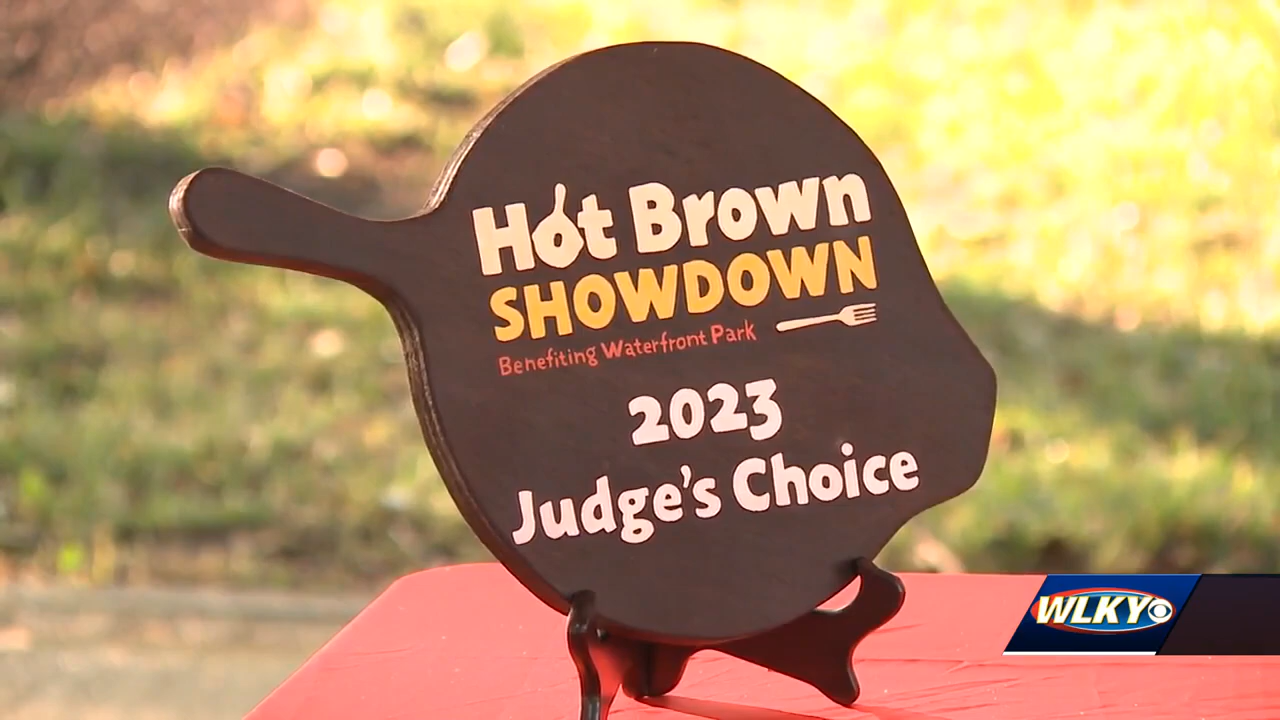 Hot Brown
SHOWDOWN
Benefiting Waterfront Park
2023
Judge's Choice
WLKY